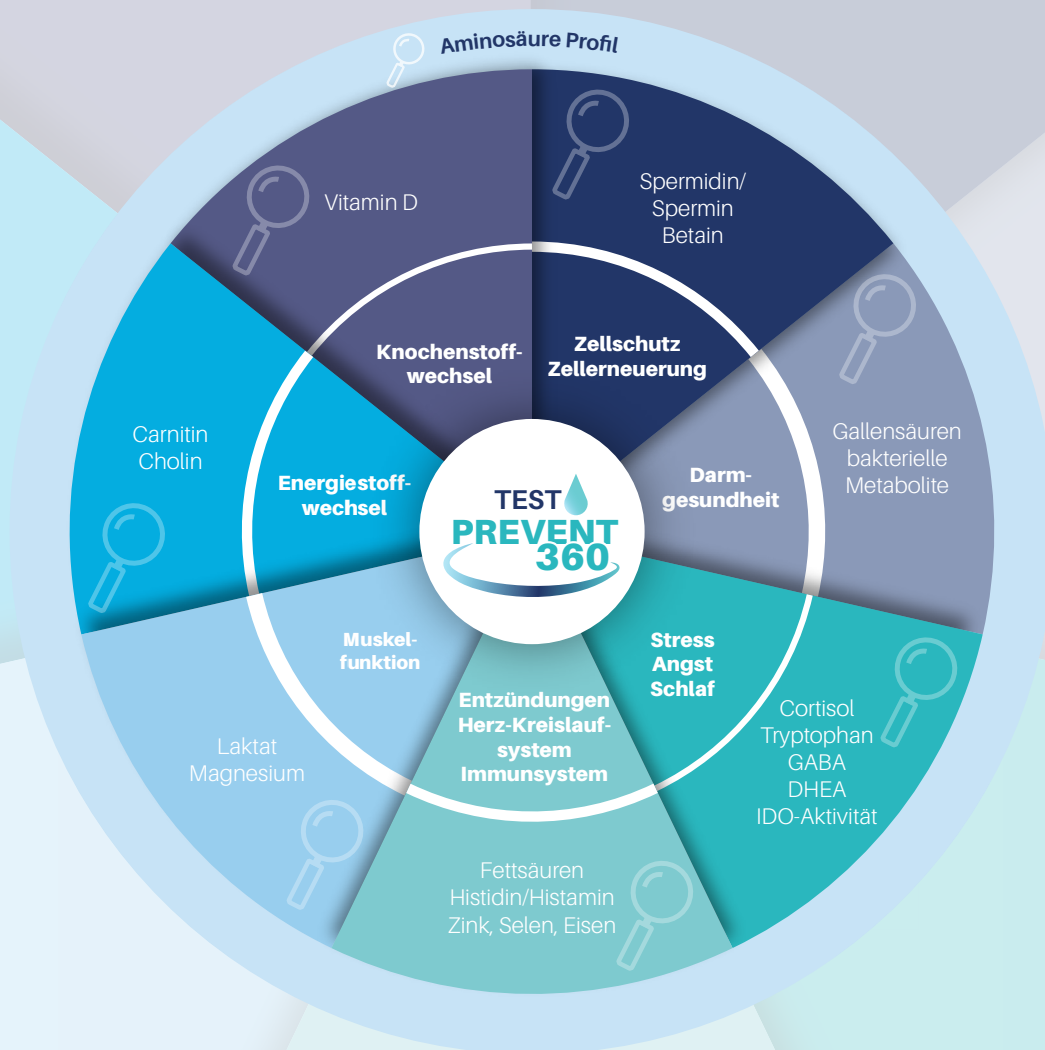 Aminosäure Profil
Vitamin D
Spermidin/
Spermin
Betain
Knochenstoff-
wechsel
Zellschutz
Zellerneuerung
Carnitin
Cholin
Energiestoff-
wechsel
Darm-
gesundheit
Gallensäuren
bakterielle
Metabolite
TEST
PREVENT
360
Muskel-
funktion
Stress
Angst
Schlaf
Entzündungen
Herz-Kreislauf-
system
Immunsystem
Laktat
Magnesium
Cortisol
Tryptophan
GABA
DHEA
IDO-Aktivität
Fettsäuren
Histidin/Histamin
Zink, Selen, Eisen